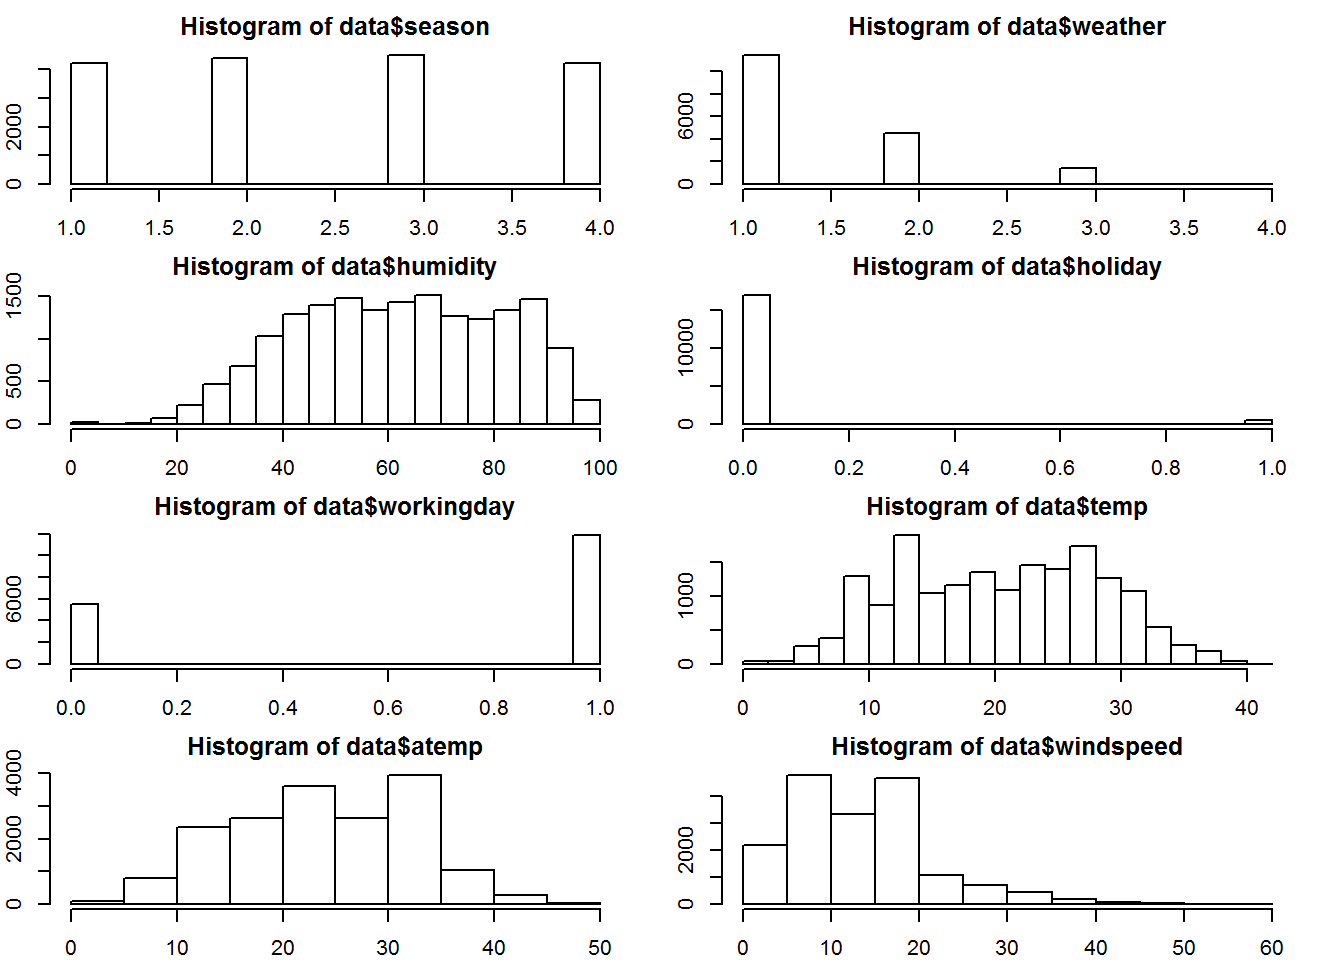 Histogram of data$season
2000
0
1.0 1.5 2.0 2.5 3.0 3.5 4.0
Histogram of data$weather
6000
0
1.0 1.5 2.0 2.5 3.0 3.5 4.0
Histogram of data$humidity
1500
500
0
0 20 40 60 80 100
Histogram of data$holiday
10000
0
0.0 0.2 0.4 0.6 0.8 1.0
Histogram of data$workingday
6000
0
0.0 0.2 0.4 0.6 0.8 1.0
Histogram of data$temp
1000
0
0 10 20 30 40
Histogram of data$atemp
4000
2000
0
0 10 20 30 40 50
Histogram of data$windspeed
2000
0
0 10 20 30 40 50 60